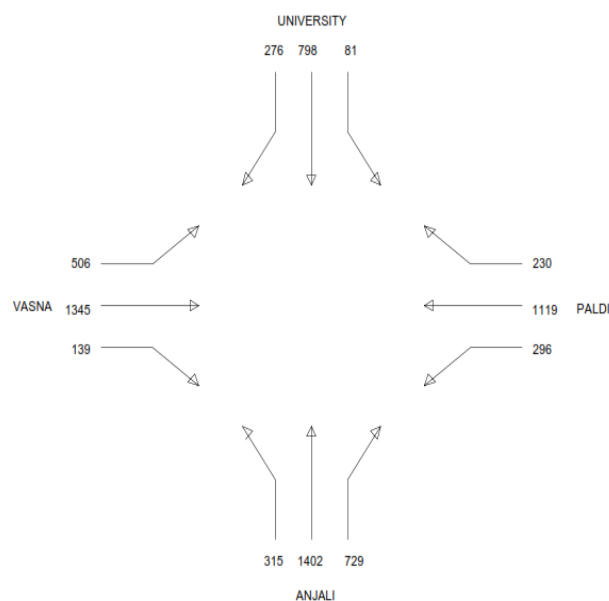 UNIVERSITY
276 798 81
506 230
VASNA 1345 1119 PALDI
139 296
315 1402 729
ANJALI